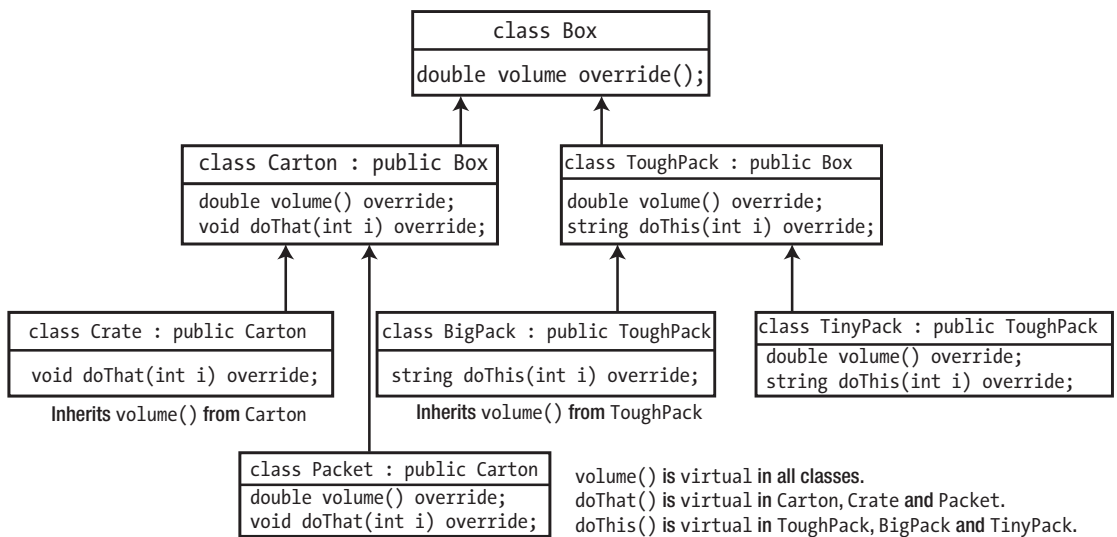 class Box
double volume override();
class Carton : public Box
double volume() override;
void doThat(int i) override;
class ToughPack : public Box
double volume() override;
string doThis(int i) override;
class Crate : public Carton
void doThat(int i) override;
Inherits volume() from Carton
class BigPack : public ToughPack
string doThis(int i) override;
Inherits volume() from ToughPack
class TinyPack : public ToughPack
double volume() override;
string doThis(int i) override;
class Packet : public Carton
double volume() override;
void doThat(int i) override;
volume() is virtual in all classes.
doThat() is virtual in Carton, Crate and Packet.
doThis() is virtual in ToughPack, BigPack and TinyPack.